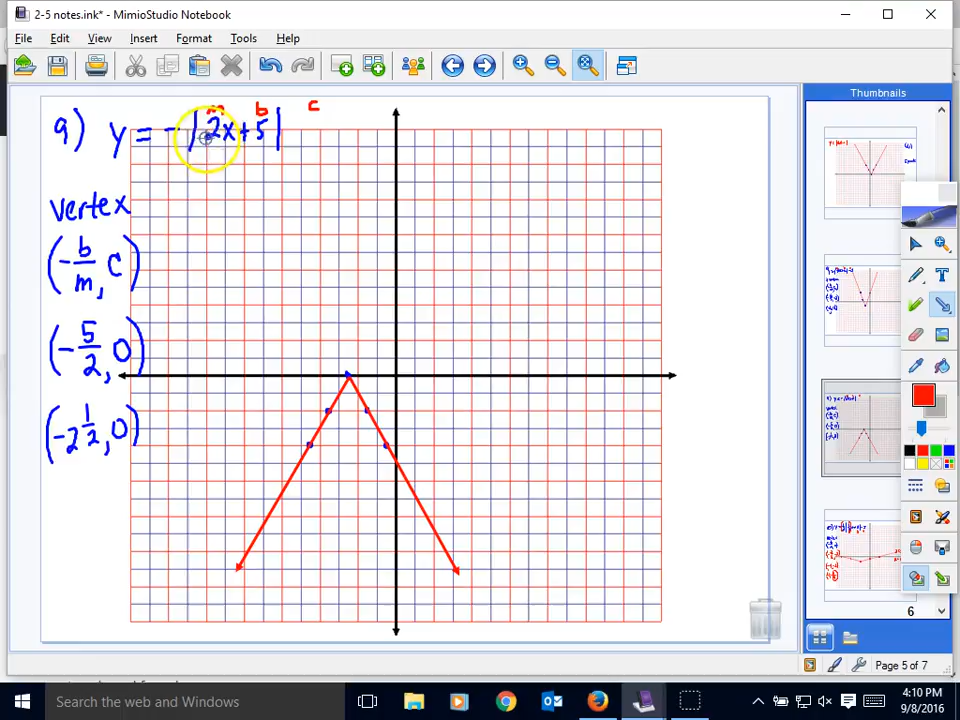 2-5 notes.ink* - MimioStudio Notebook
File Edit View Insert Format Tools Help
m b c
9) y = - |2x+5|
vertex
(-b/m, c)
(-5/2, 0)
(-2 1/2, 0)
Thumbnails
T
6
Page 5 of 7
Search the web and Windows
4:10 PM
9/8/2016